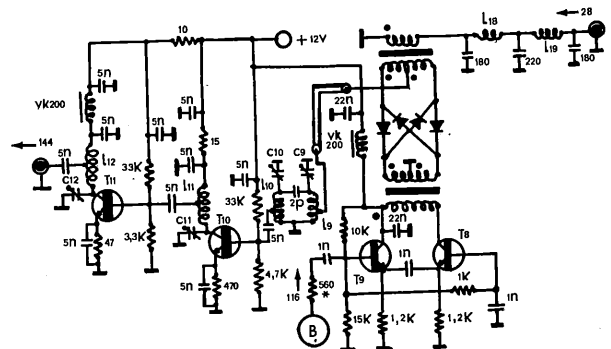 28
10
+12V
l18
l19
180
220
180
5n
vk200
5n
5n
5n
15
5n
22n
vk
200
144
5n
l12
C12
T11
33K
5n
l11
C11
T10
5n
l10
33K
C10
C9
2p
l9
5n
3,3K
5n
47
5n
470
4,7K
10K
22n
1n
T9
1n
T8
116
560
*
1K
1n
B
15K
1,2K
1,2K